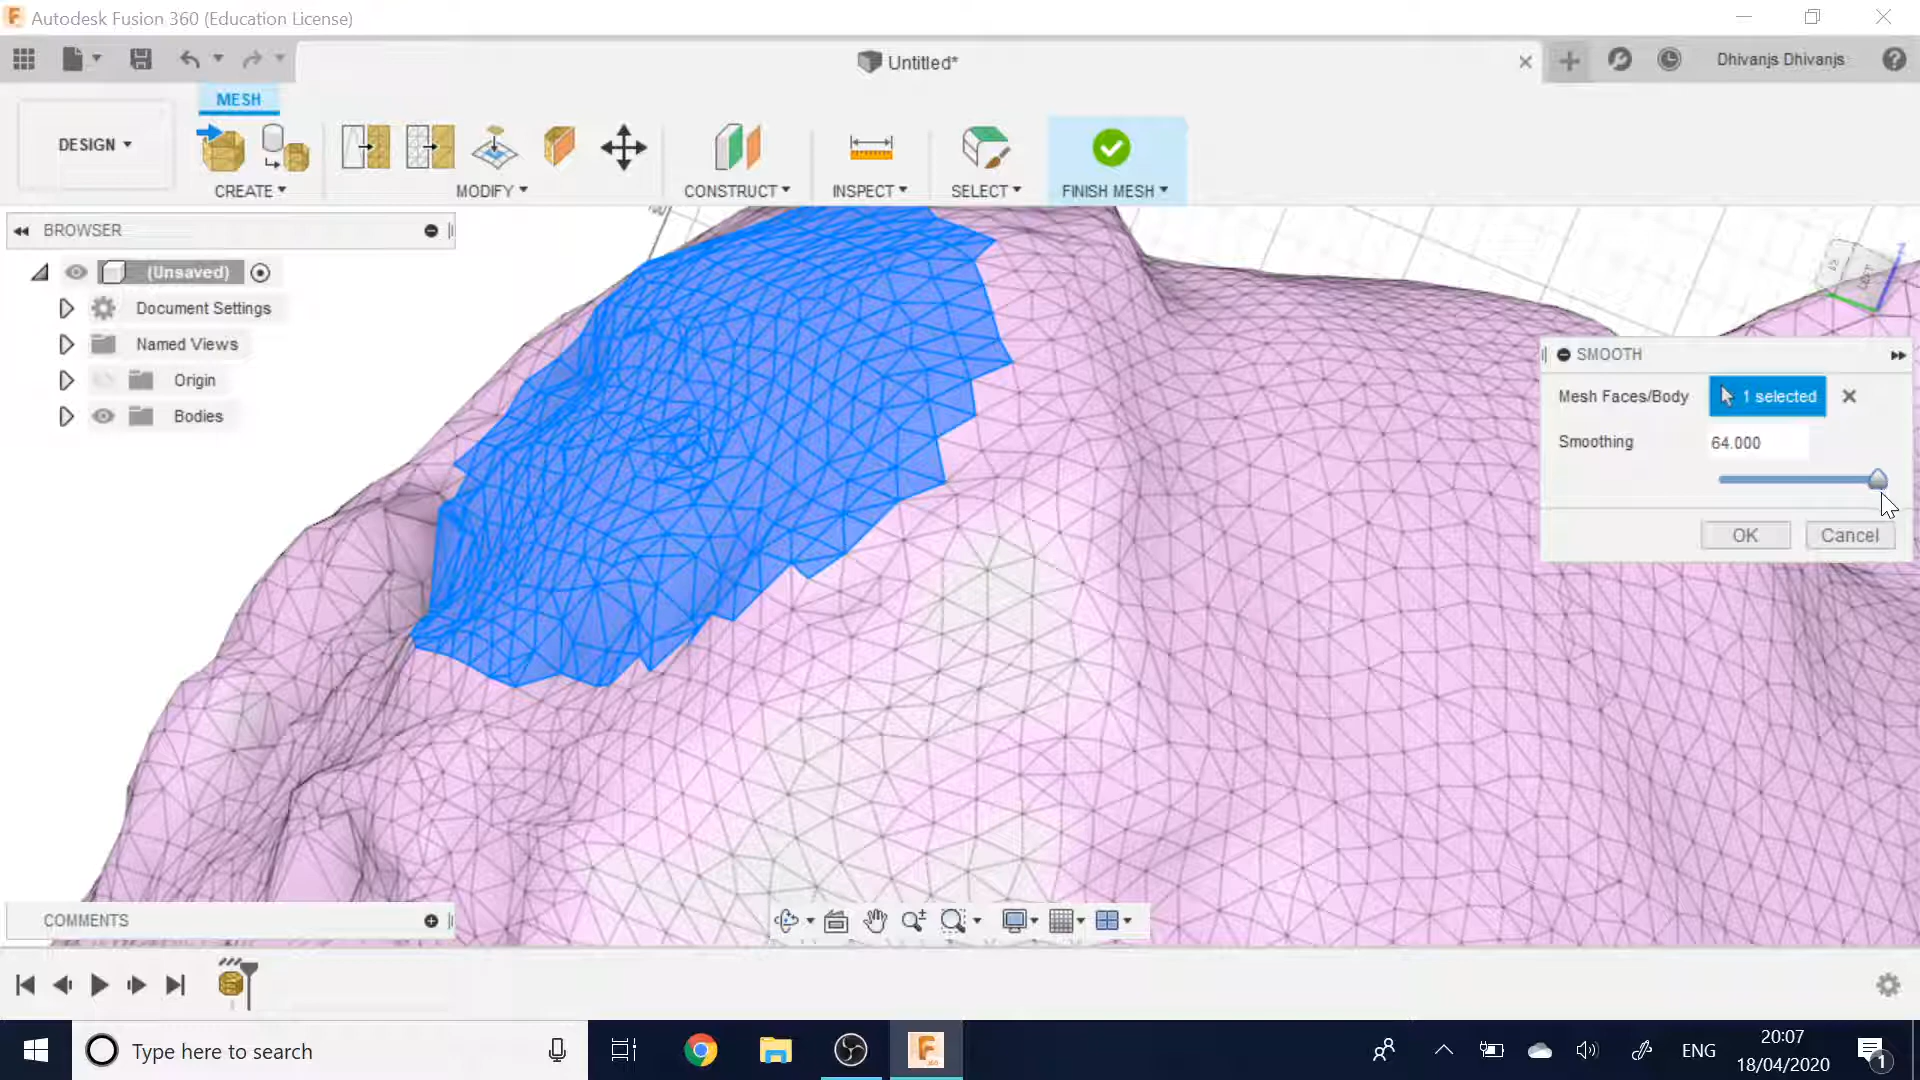 Autodesk Fusion 360 (Education License)
Untitled*
Dhivanjs Dhivanjs
MESH
DESIGN
CREATE
MODIFY
CONSTRUCT
INSPECT
SELECT
FINISH MESH
BROWSER
(Unsaved)
Document Settings
Named Views
Origin
Bodies
SMOOTH
Mesh Faces/Body
1 selected
Smoothing
64.000
OK
Cancel
COMMENTS
Type here to search
ENG
20:07
18/04/2020
1